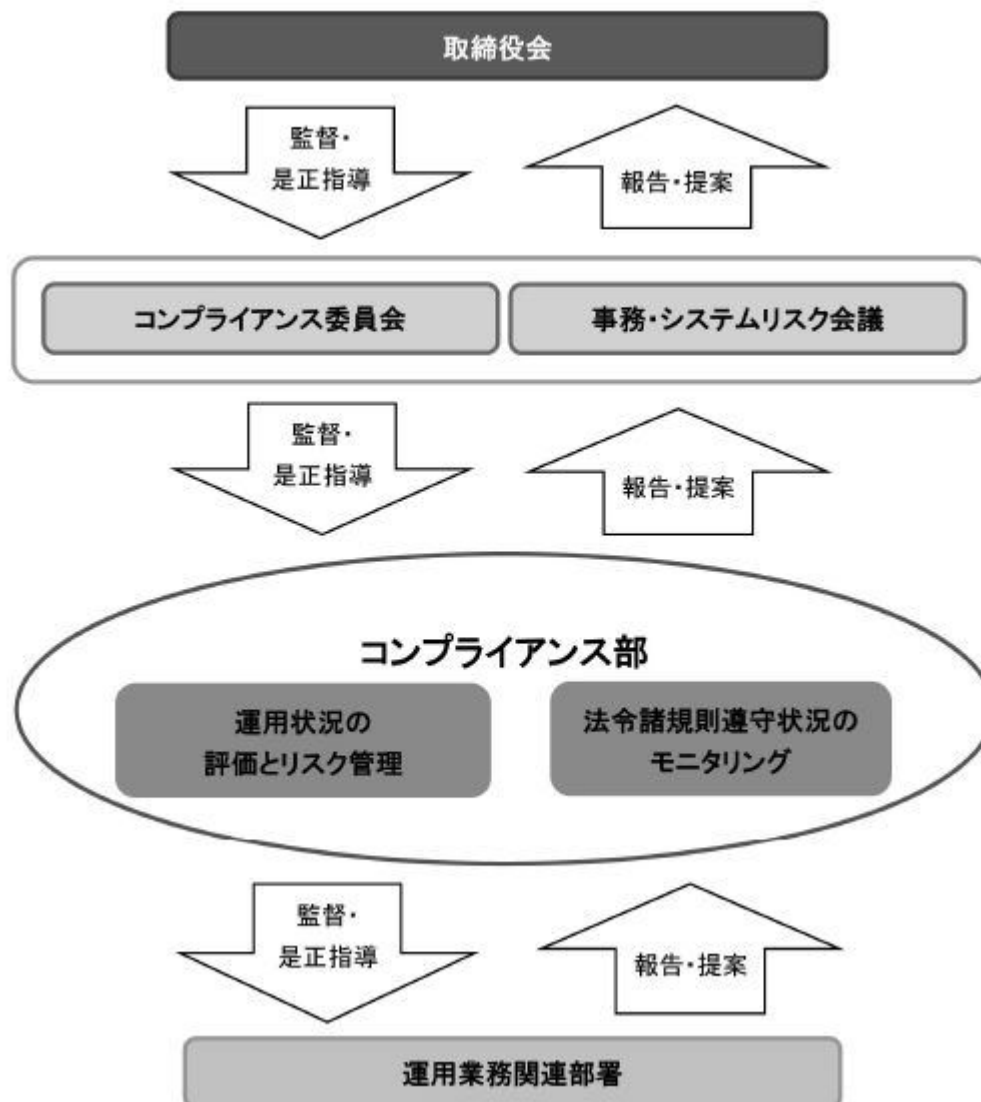 取締役会
監督・
是正指導
報告・提案
コンプライアンス委員会
事務・システムリスク会議
監督・
是正指導
報告・提案
コンプライアンス部
運用状況の
評価とリスク管理
法令諸規則遵守状況の
モニタリング
監督・
是正指導
報告・提案
運用業務関連部署